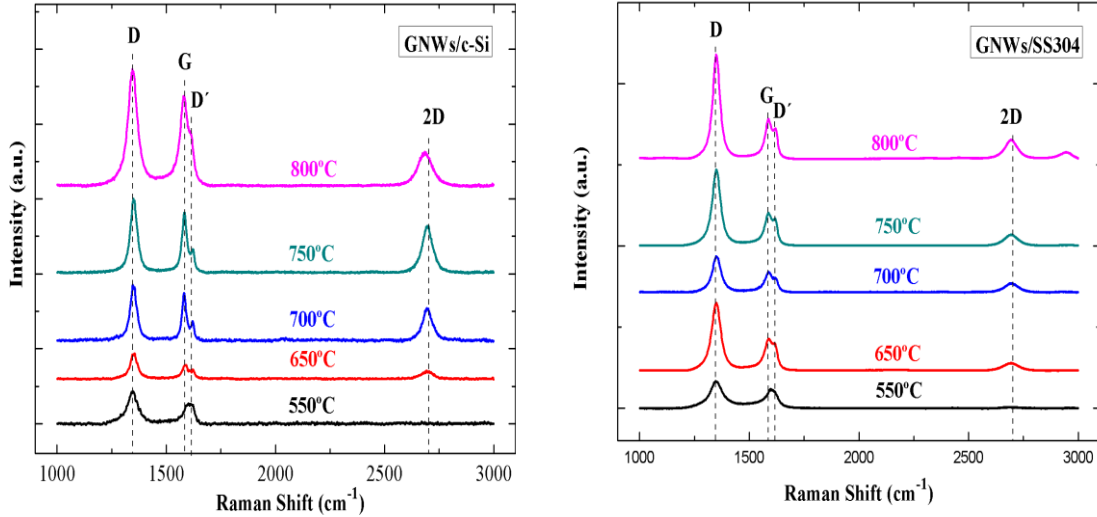 GNWs/c-Si
D
G
D´
2D
800ºC
750ºC
700ºC
650ºC
550ºC
Intensity (a.u.)
1000 1500 2000 2500 3000
Raman Shift (cm-1)
GNWs/SS304
D
G
D´
2D
800ºC
750ºC
700ºC
650ºC
550ºC
Intensity (a.u.)
1000 1500 2000 2500 3000
Raman Shift (cm-1)